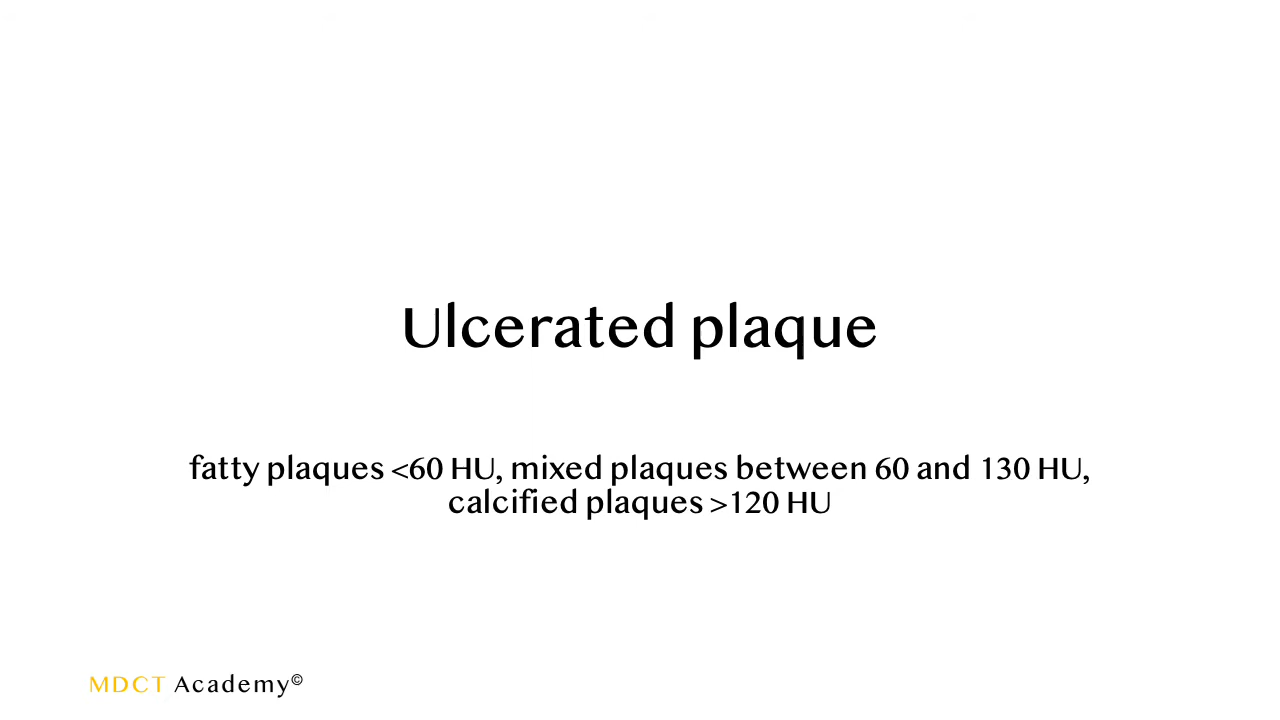 Ulcerated plaque
fatty plaques <60 HU, mixed plaques between 60 and 130 HU,
calcified plaques >120 HU
MDCT Academy©